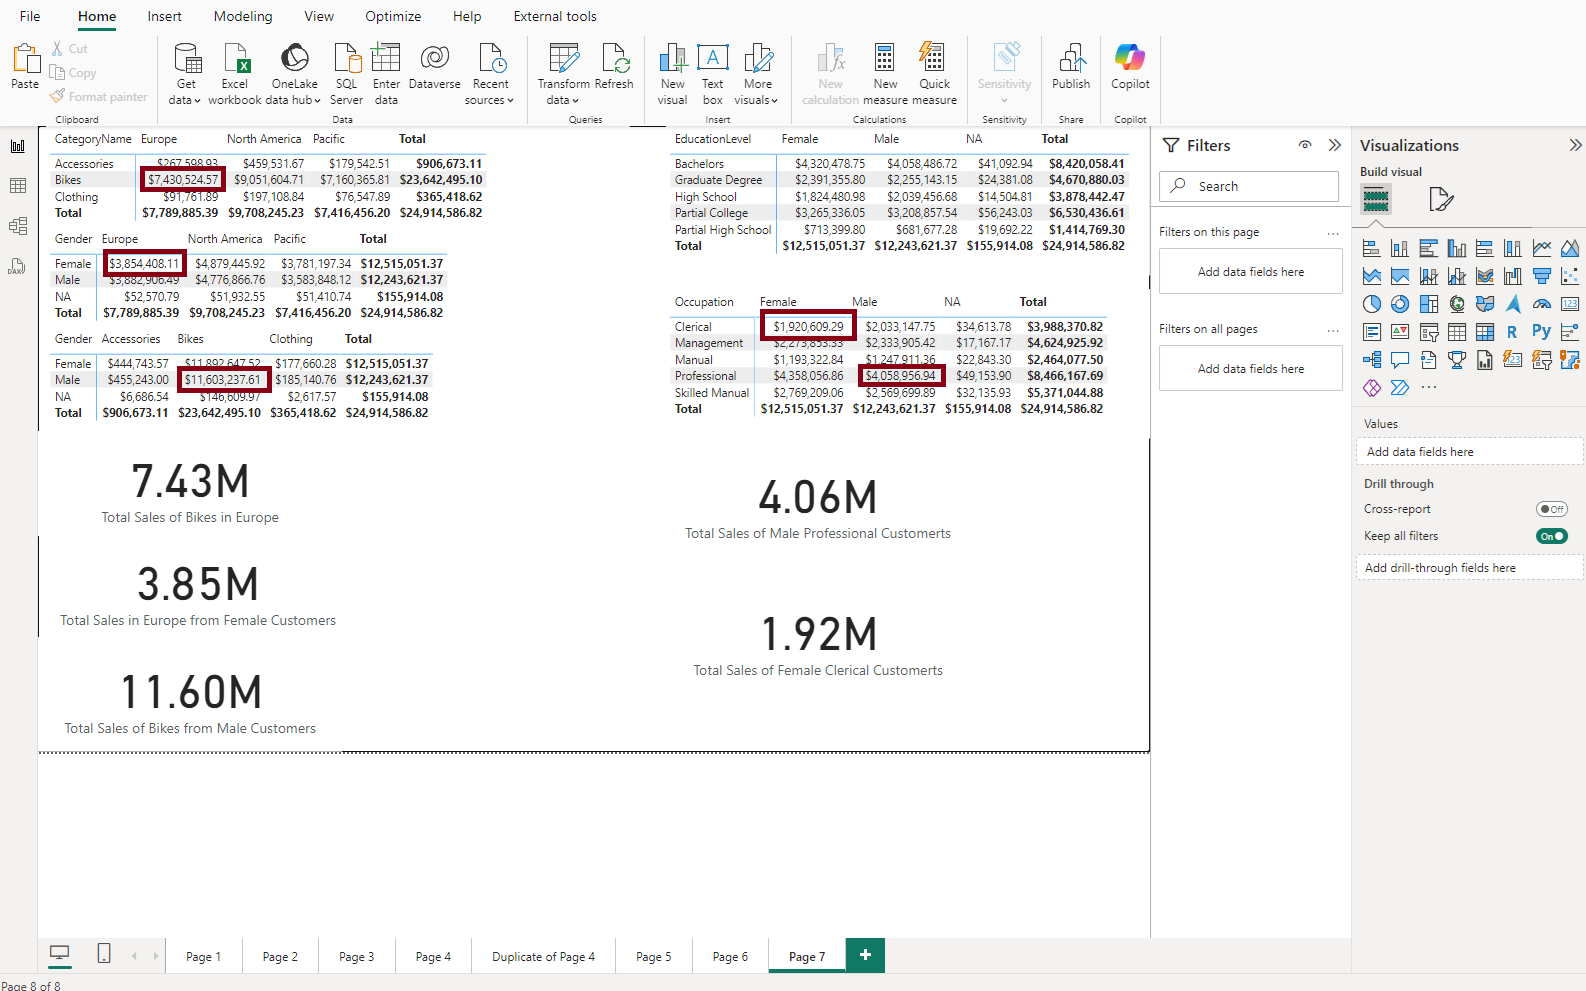 File Home Insert Modeling View Optimize Help External tools
Paste
Cut
Copy
Format painter
Clipboard
Get data
Excel workbook
OneLake data hub
SQL Server
Enter data
Dataverse
Recent sources
Data
Transform data
Refresh
Queries
New visual
Text box
More visuals
Insert
New calculation
New measure
Quick measure
Calculations
Sensitivity
Sensitivity
Publish
Share
Copilot
Copilot
CategoryName Europe North America Pacific Total
Accessories $267,598.93 $459,531.67 $179,542.51 $906,673.11
Bikes $7,430,524.57 $9,051,604.71 $7,160,365.81 $23,642,495.10
Clothing $91,761.89 $197,108.84 $76,547.89 $365,418.62
Total $7,789,885.39 $9,708,245.23 $7,416,456.20 $24,914,586.82
Gender Europe North America Pacific Total
Female $3,854,408.11 $4,879,445.92 $3,781,197.34 $12,515,051.37
Male $3,882,906.49 $4,776,866.76 $3,583,848.12 $12,243,621.37
NA $52,570.79 $51,932.55 $51,410.74 $155,914.08
Total $7,789,885.39 $9,708,245.23 $7,416,456.20 $24,914,586.82
Gender Accessories Bikes Clothing Total
Female $444,743.57 $11,892,647.52 $177,660.28 $12,515,051.37
Male $455,243.00 $11,603,237.61 $185,140.76 $12,243,621.37
NA $6,686.54 $146,609.97 $2,617.57 $155,914.08
Total $906,673.11 $23,642,495.10 $365,418.62 $24,914,586.82
7.43M
Total Sales of Bikes in Europe
3.85M
Total Sales in Europe from Female Customers
11.60M
Total Sales of Bikes from Male Customers
EducationLevel Female Male NA Total
Bachelors $4,320,478.75 $4,058,486.72 $41,092.94 $8,420,058.41
Graduate Degree $2,391,355.80 $2,255,143.15 $24,381.08 $4,670,880.03
High School $1,824,480.98 $2,039,456.68 $14,504.81 $3,878,442.47
Partial College $3,265,336.05 $3,208,857.54 $56,243.03 $6,530,436.61
Partial High School $713,399.80 $681,677.28 $19,692.22 $1,414,769.30
Total $12,515,051.37 $12,243,621.37 $155,914.08 $24,914,586.82
Occupation Female Male NA Total
Clerical $1,920,609.29 $2,033,147.75 $34,613.78 $3,988,370.82
Management $2,273,853.33 $2,333,905.42 $17,167.17 $4,624,925.92
Manual $1,193,322.84 $1,247,911.36 $22,843.30 $2,464,077.50
Professional $4,358,056.86 $4,058,956.94 $49,153.90 $8,466,167.69
Skilled Manual $2,769,209.06 $2,569,699.89 $32,135.93 $5,371,044.88
Total $12,515,051.37 $12,243,621.37 $155,914.08 $24,914,586.82
4.06M
Total Sales of Male Professional Customerts
1.92M
Total Sales of Female Clerical Customerts
Filters
Search
Filters on this page ...
Add data fields here
Filters on all pages ...
Add data fields here
Visualizations
Build visual
123
R Py
123
...
Values
Add data fields here
Drill through
Cross-report Off
Keep all filters On
Add drill-through fields here
DAX
Page 1 Page 2 Page 3 Page 4 Duplicate of Page 4 Page 5 Page 6 Page 7 +
Page 8 of 8